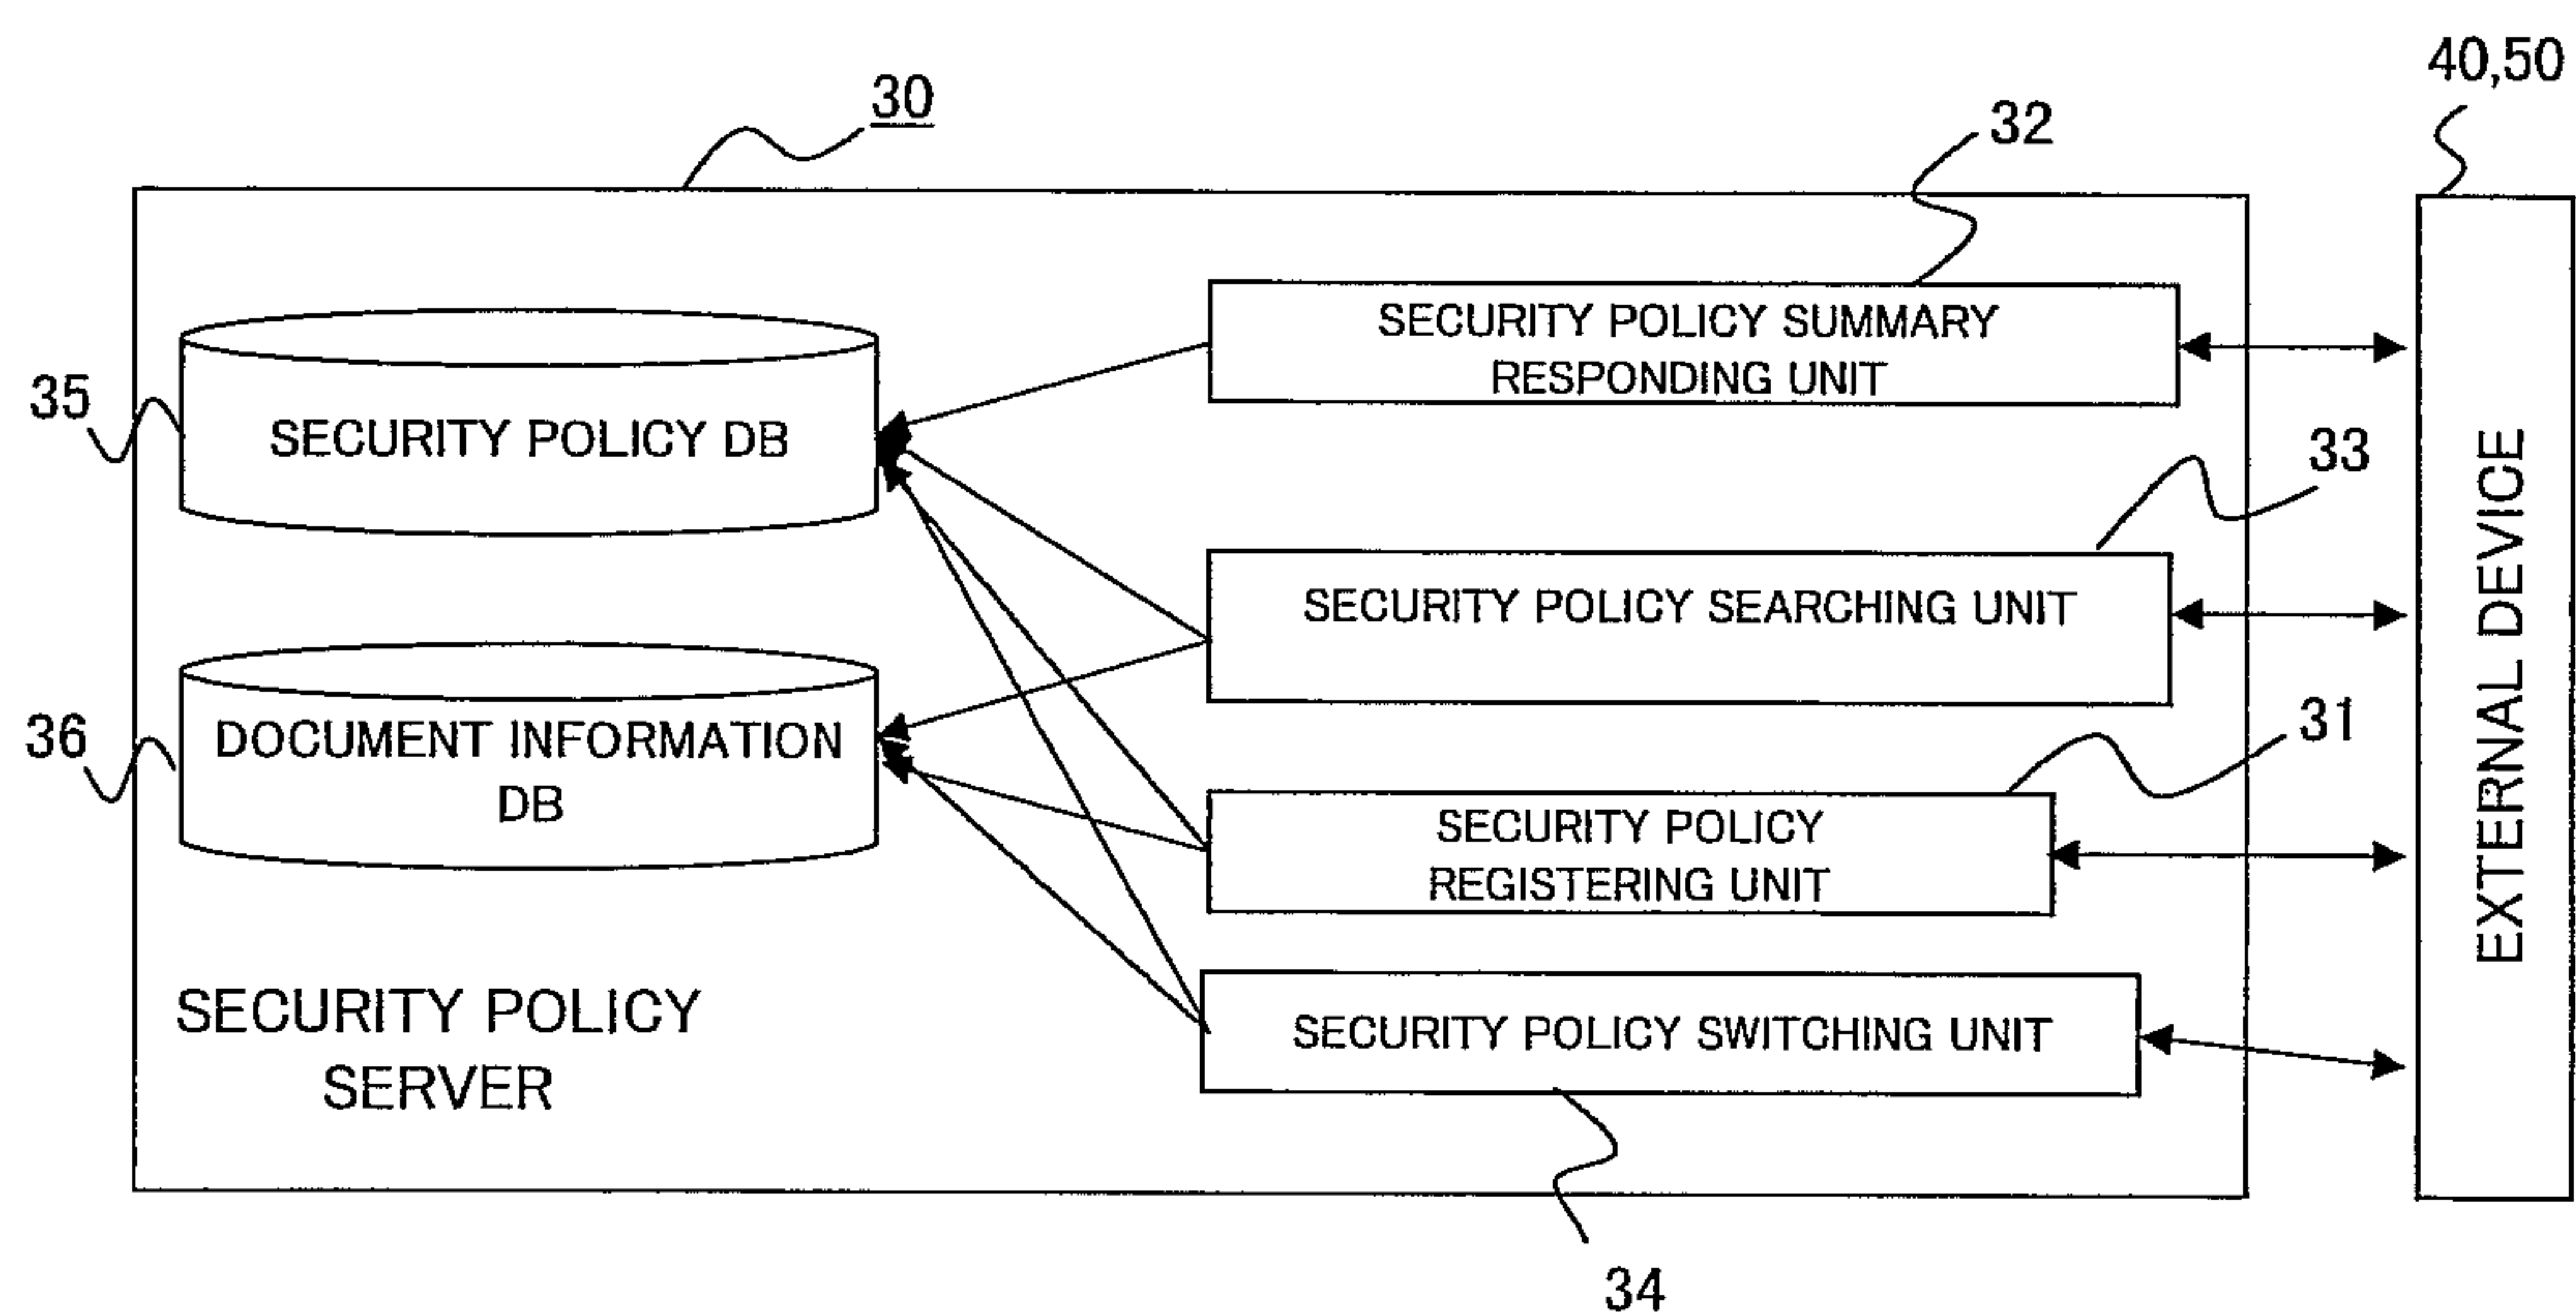 40,50
30
32
SECURITY POLICY SUMMARY
RESPONDING UNIT
35
SECURITY POLICY DB
33
SECURITY POLICY SEARCHING UNIT
EXTERNAL DEVICE
36
DOCUMENT INFORMATION
DB
31
SECURITY POLICY
REGISTERING UNIT
SECURITY POLICY
SERVER
SECURITY POLICY SWITCHING UNIT
34